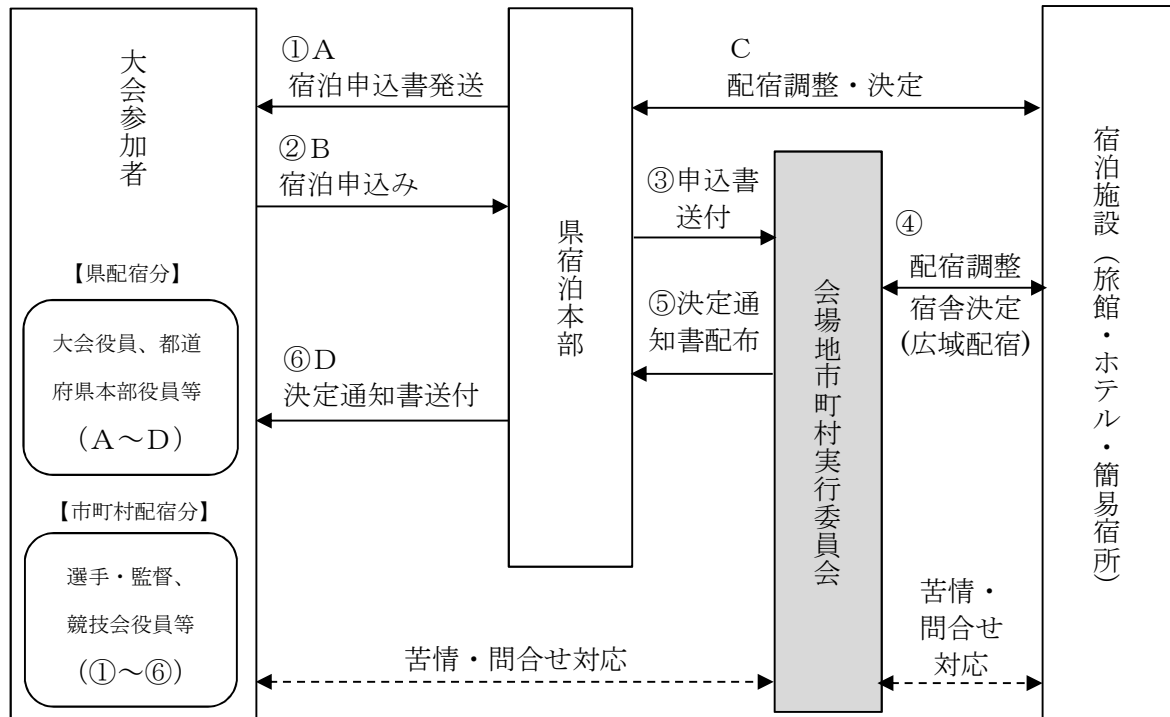 大会参加者
①A
宿泊申込書発送
②B
宿泊申込み
【県配宿分】
大会役員、都道
府県本部役員等
(A~D)
⑥D
決定通知書送付
【市町村配宿分】
選手・監督、
競技会役員等
(①~⑥)
県宿泊本部
C
配宿調整・決定
③申込書
送付
⑤決定通
知書配布
会場地市町村実行委員会
④
配宿調整
宿舎決定
(広域配宿)
宿泊施設(旅館・ホテル・簡易宿所)
苦情・問合せ対応
苦情・
問合せ
対応